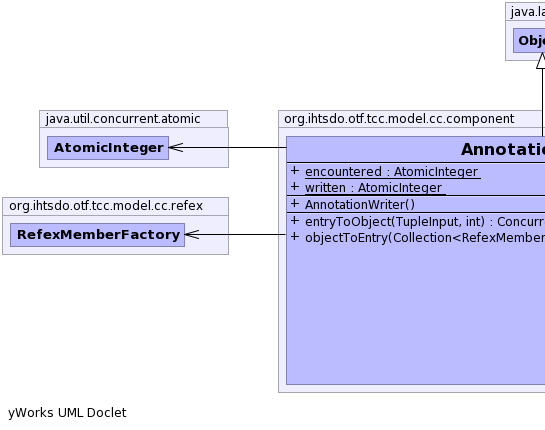 java.la
Obje
java.util.concurrent.atomic
AtomicInteger
org.ihtsdo.otf.tcc.model.cc.component
Annotatio
+ encountered : AtomicInteger
+ written : AtomicInteger
+ AnnotationWriter()
+ entryToObject(TupleInput, int) : Concurr
+ objectToEntry(Collection<RefexMember
org.ihtsdo.otf.tcc.model.cc.refex
RefexMemberFactory
yWorks UML Doclet